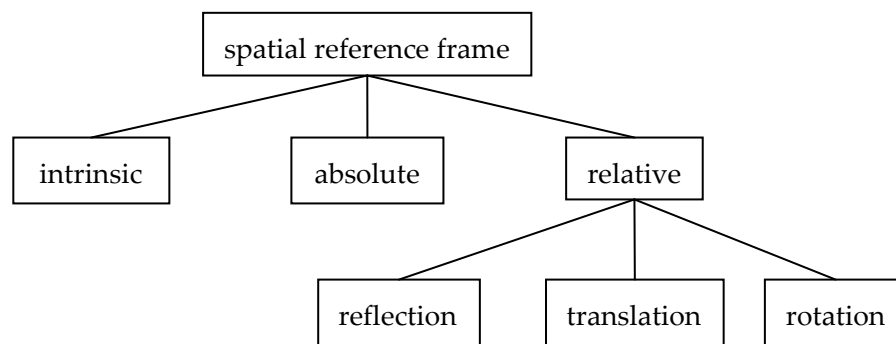 spatial reference frame
intrinsic
absolute
relative
reflection
translation
rotation